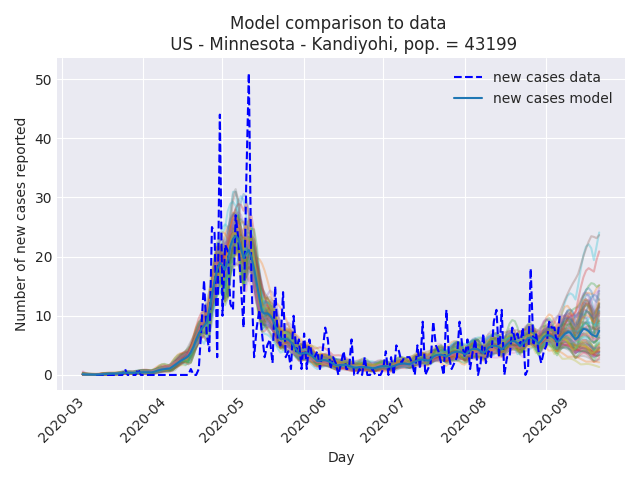 Model comparison to data
US - Minnesota - Kandiyohi, pop. = 43199
new cases data
new cases model
Number of new cases reported
50
40
30
20
10
0
2020-03
2020-04
2020-05
2020-06
2020-07
2020-08
2020-09
Day